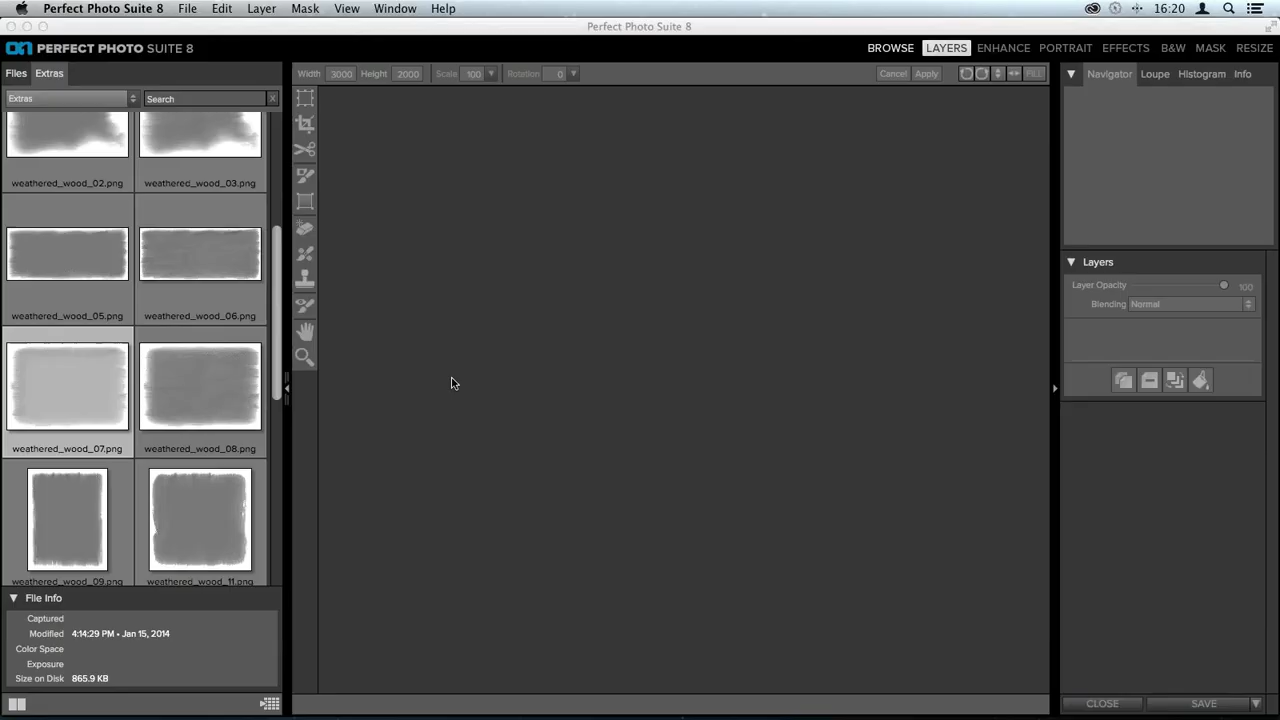 Perfect Photo Suite 8 File Edit Layer Mask View Window Help 16:20
Perfect Photo Suite 8
on PERFECT PHOTO SUITE 8 BROWSE LAYERS ENHANCE PORTRAIT EFFECTS B&W MASK RESIZE
Files Extras Width 3000 Height 2000 Scale 100 Rotation 0 Cancel Apply FILL Navigator Loupe Histogram Info
Extras Search X
weathered_wood_02.png weathered_wood_03.png
weathered_wood_05.png weathered_wood_06.png
weathered_wood_07.png weathered_wood_08.png
weathered_wood_09.png weathered_wood_11.png
File Info
Captured
Modified 4:14:29 PM • Jan 15, 2014
Color Space
Exposure
Size on Disk 865.9 KB
Layers
Layer Opacity 100
Blending Normal
CLOSE SAVE